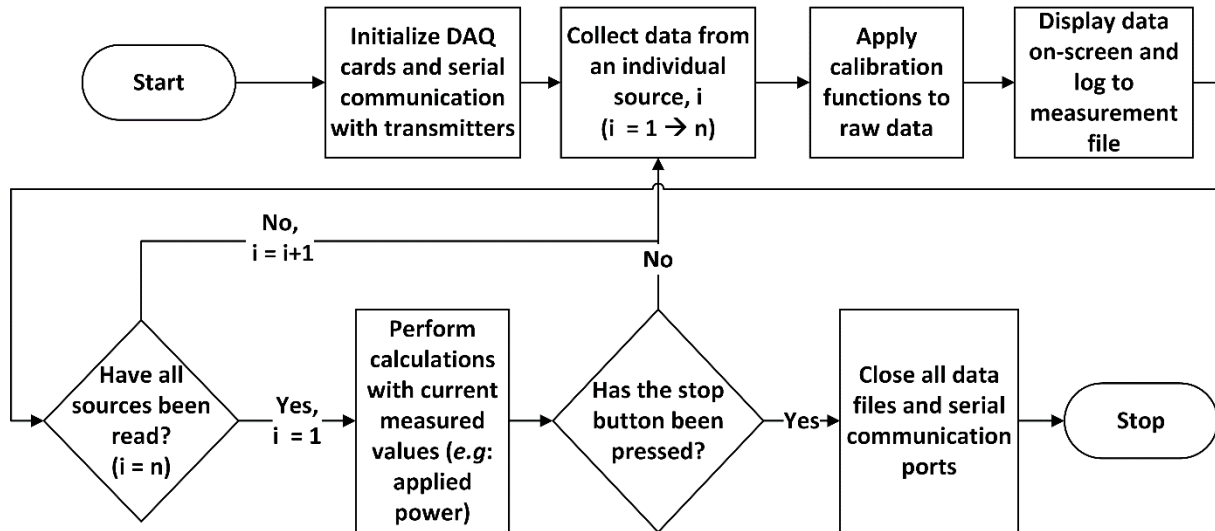 Start
Initialize DAQ
cards and serial
communication
with transmitters
Collect data from
an individual
source, i
(i = 1 → n)
Apply
calibration
functions to
raw data
Display data
on-screen and
log to
measurement
file
No,
i = i+1
No
Have all
sources been
read?
(i = n)
Yes,
i = 1
Perform
calculations
with current
measured
values (e.g:
applied
power)
Has the stop
button been
pressed?
Yes
Close all data
files and serial
communication
ports
Stop